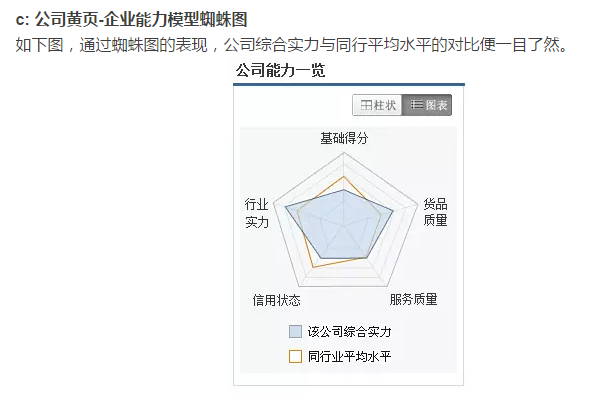 c: 公司黄页-企业能力模型蜘蛛图
如下图，通过蜘蛛图的表现，公司综合实力与同行平均水平的对比便一目了然。
公司能力一览
柱状 图表
基础得分
行业
实力
货品
质量
信用状态
服务质量
该公司综合实力
同行业平均水平